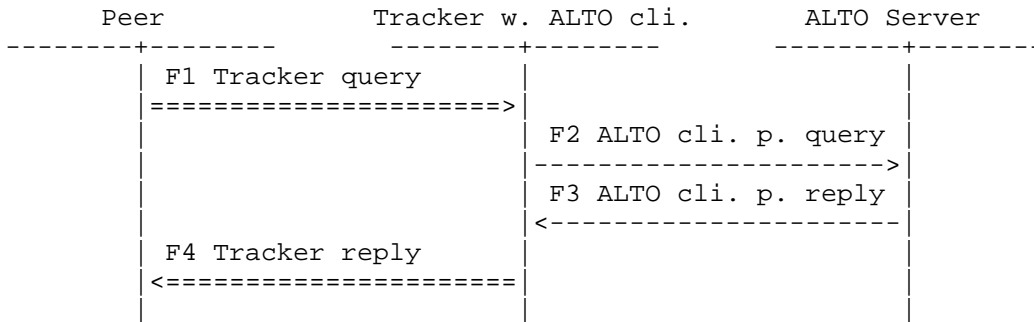 Peer Tracker w. ALTO cli. ALTO Server
--------+-------- --------+-------- --------+--------
| F1 Tracker query | |
|======================>| |
| | F2 ALTO cli. p. query |
| |---------------------->|
| | F3 ALTO cli. p. reply |
| |<----------------------|
| F4 Tracker reply | |
|<======================| |
| | |